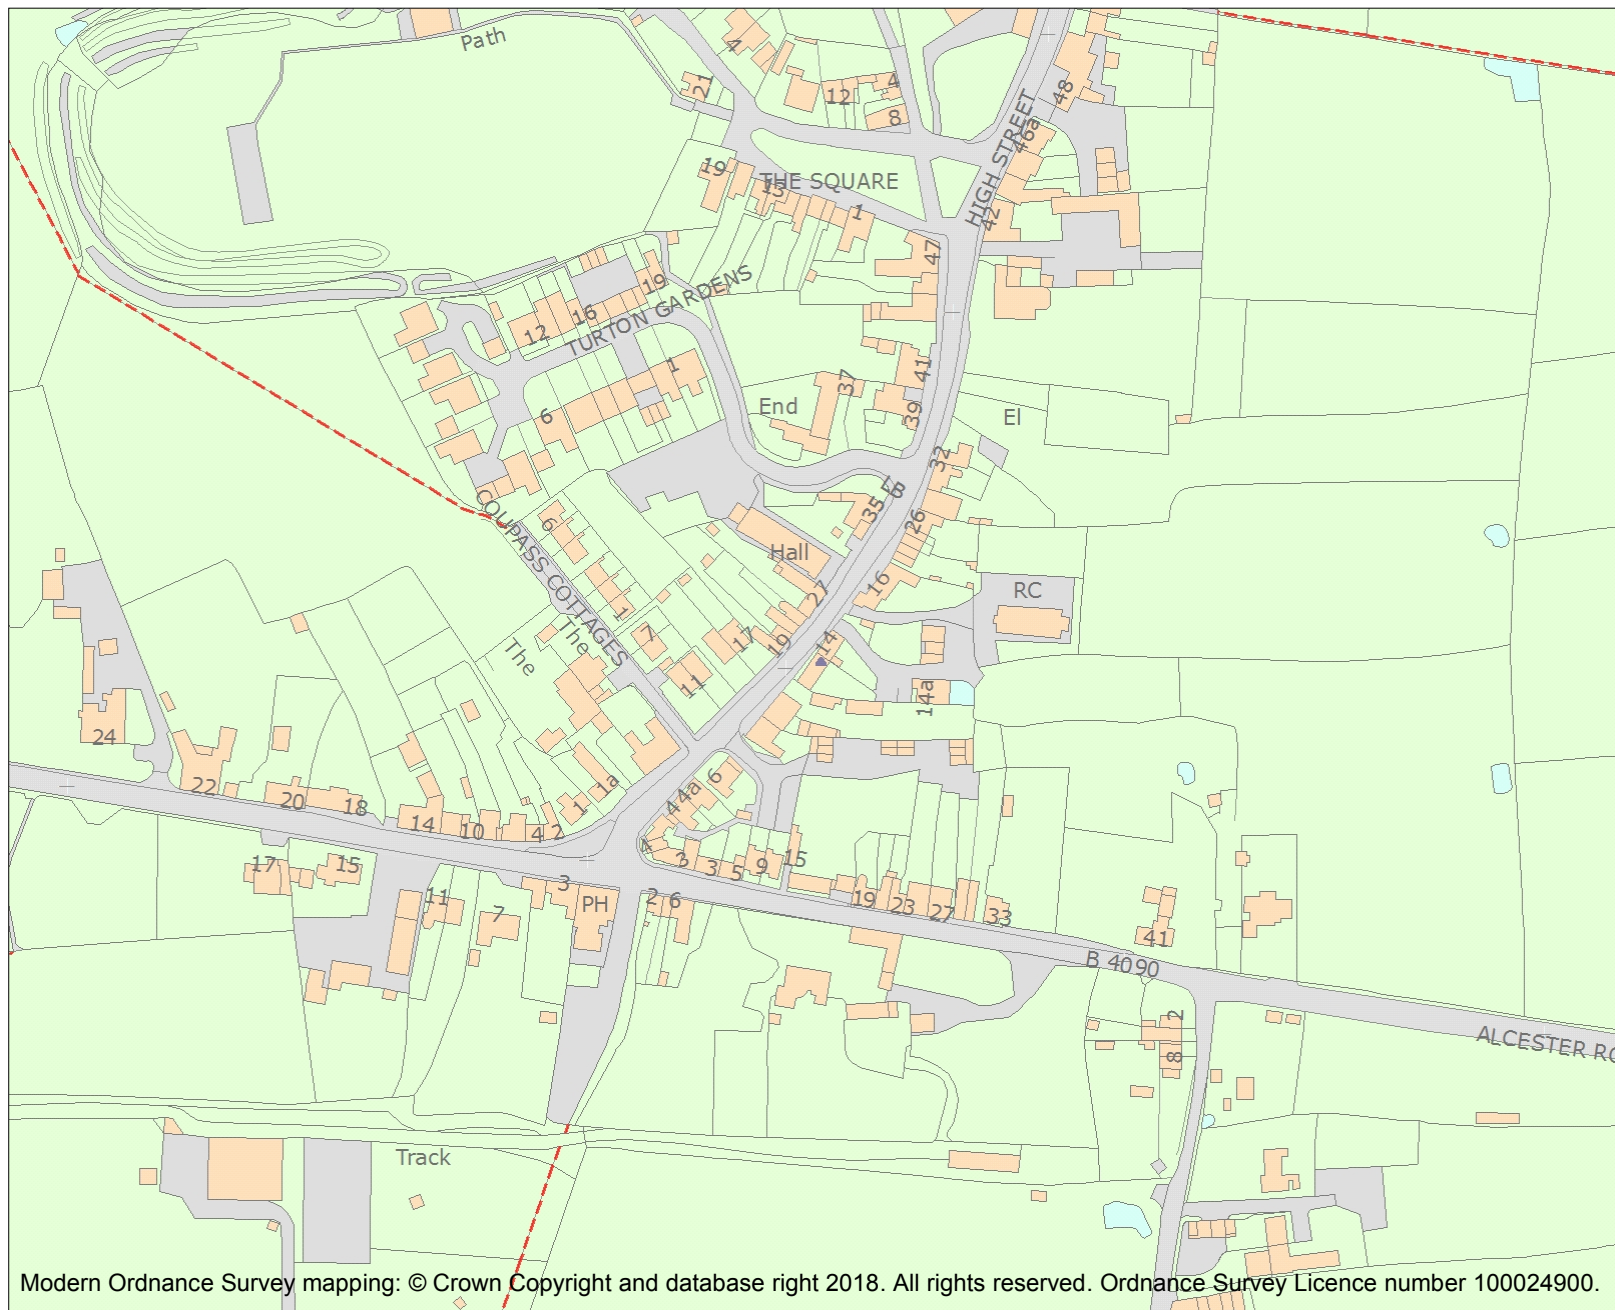 Path
4
21
12
4
8
48
46a
HIGH STREET
19
THE SQUARE
13
1
42
47
19
16
12
TURTON GARDENS
1
41
37
End
39
El
6
32
LB
35
26
COUPASS COTTAGES
6
Hall
16
27
RC
1
The
The
7
17
19
14
11
14a
24
22
20
18
14
10
4
2
1
1a
6
4a
4
4
3
3
5
9
15
17
15
11
7
3
PH
2
6
19
23
27
33
41
B 4090
2
8
ALCESTER RO
Track
Modern Ordnance Survey mapping: © Crown Copyright and database right 2018. All rights reserved. Ordnance Survey Licence number 100024900.